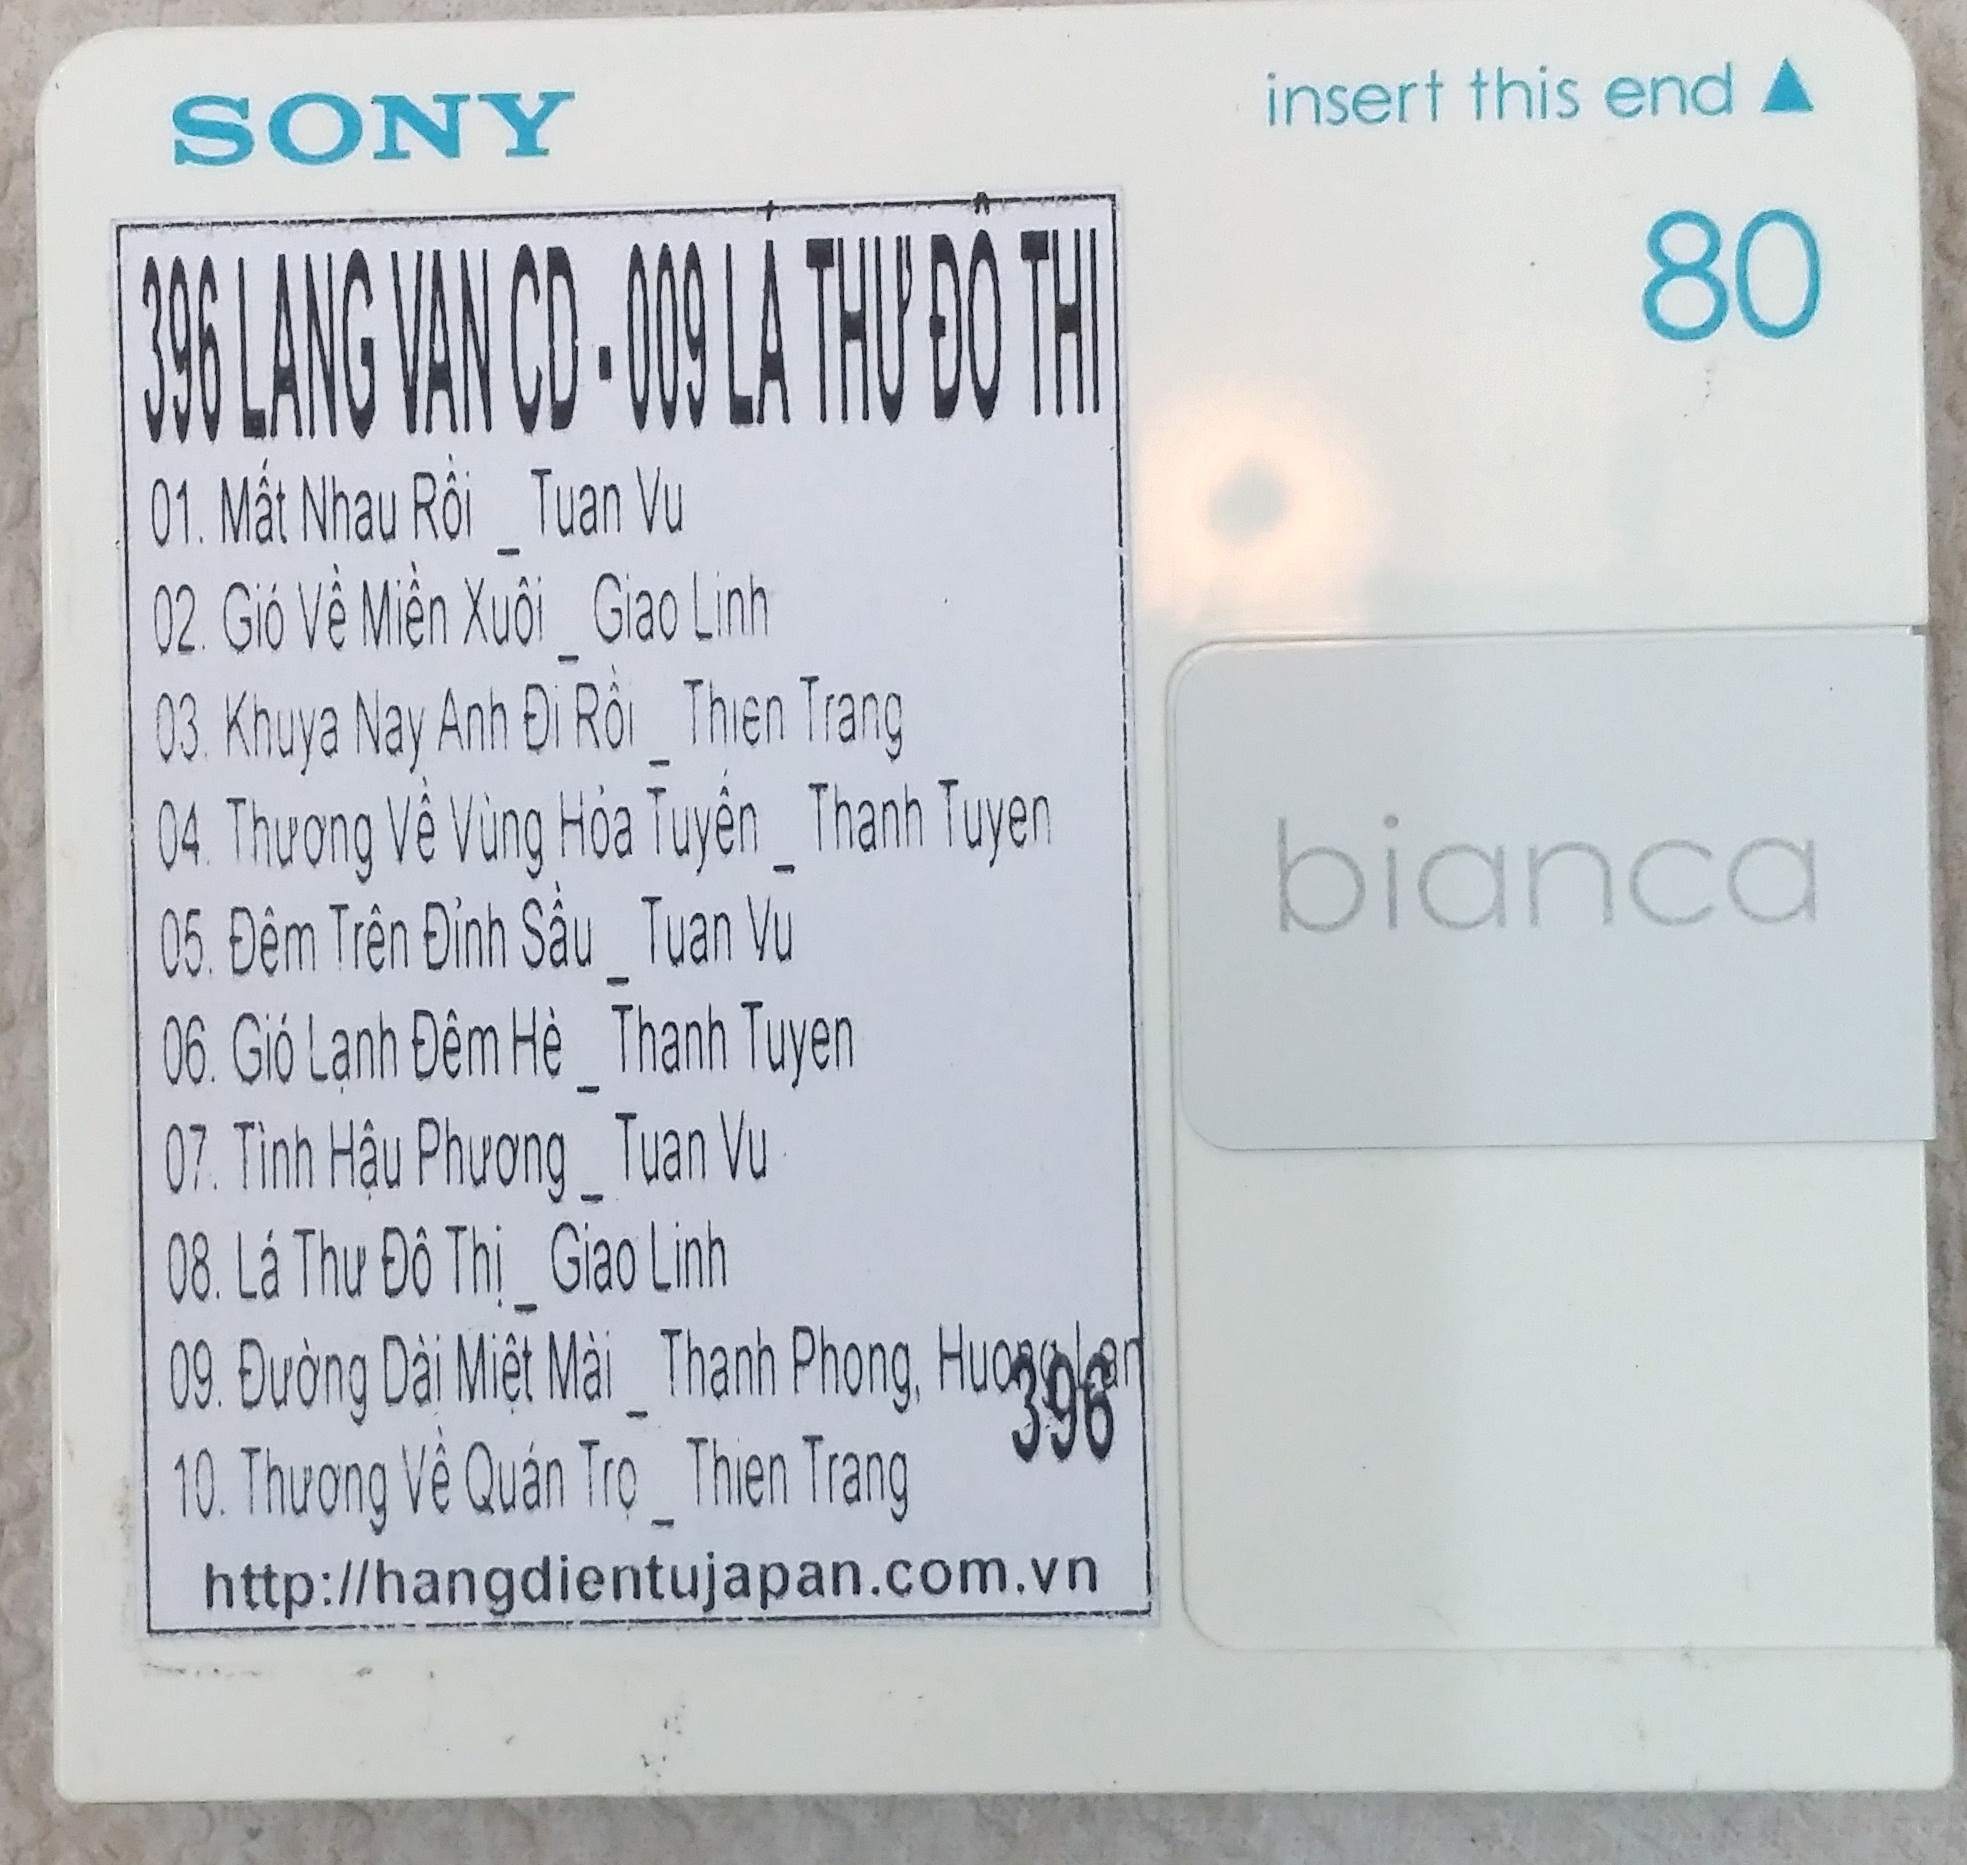 SONY
insert this end ▲
80
396 LANG VAN CD - 009 LÁ THƯ ĐÔ THI
01. Mất Nhau Rồi _ Tuan Vu
02. Gió Về Miền Xuôi _ Giao Linh
03. Khuya Nay Anh Đi Rồi _ Thien Trang
04. Thương Về Vùng Hỏa Tuyến _ Thanh Tuyen
05. Đêm Trên Đỉnh Sầu _ Tuan Vu
06. Gió Lạnh Đêm Hè _ Thanh Tuyen
07. Tình Hậu Phương _ Tuan Vu
08. Lá Thư Đô Thị _ Giao Linh
09. Đường Dài Miệt Mài _ Thanh Phong, Huong Lan
396
10. Thương Về Quán Trọ _ Thien Trang
http://hangdientujapan.com.vn
bianca